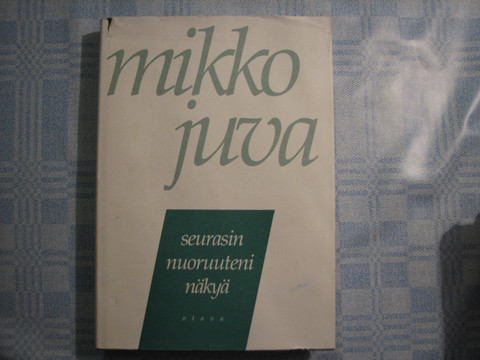 mikko
juva
seurasin
nuoruuteni
näkyä
otava